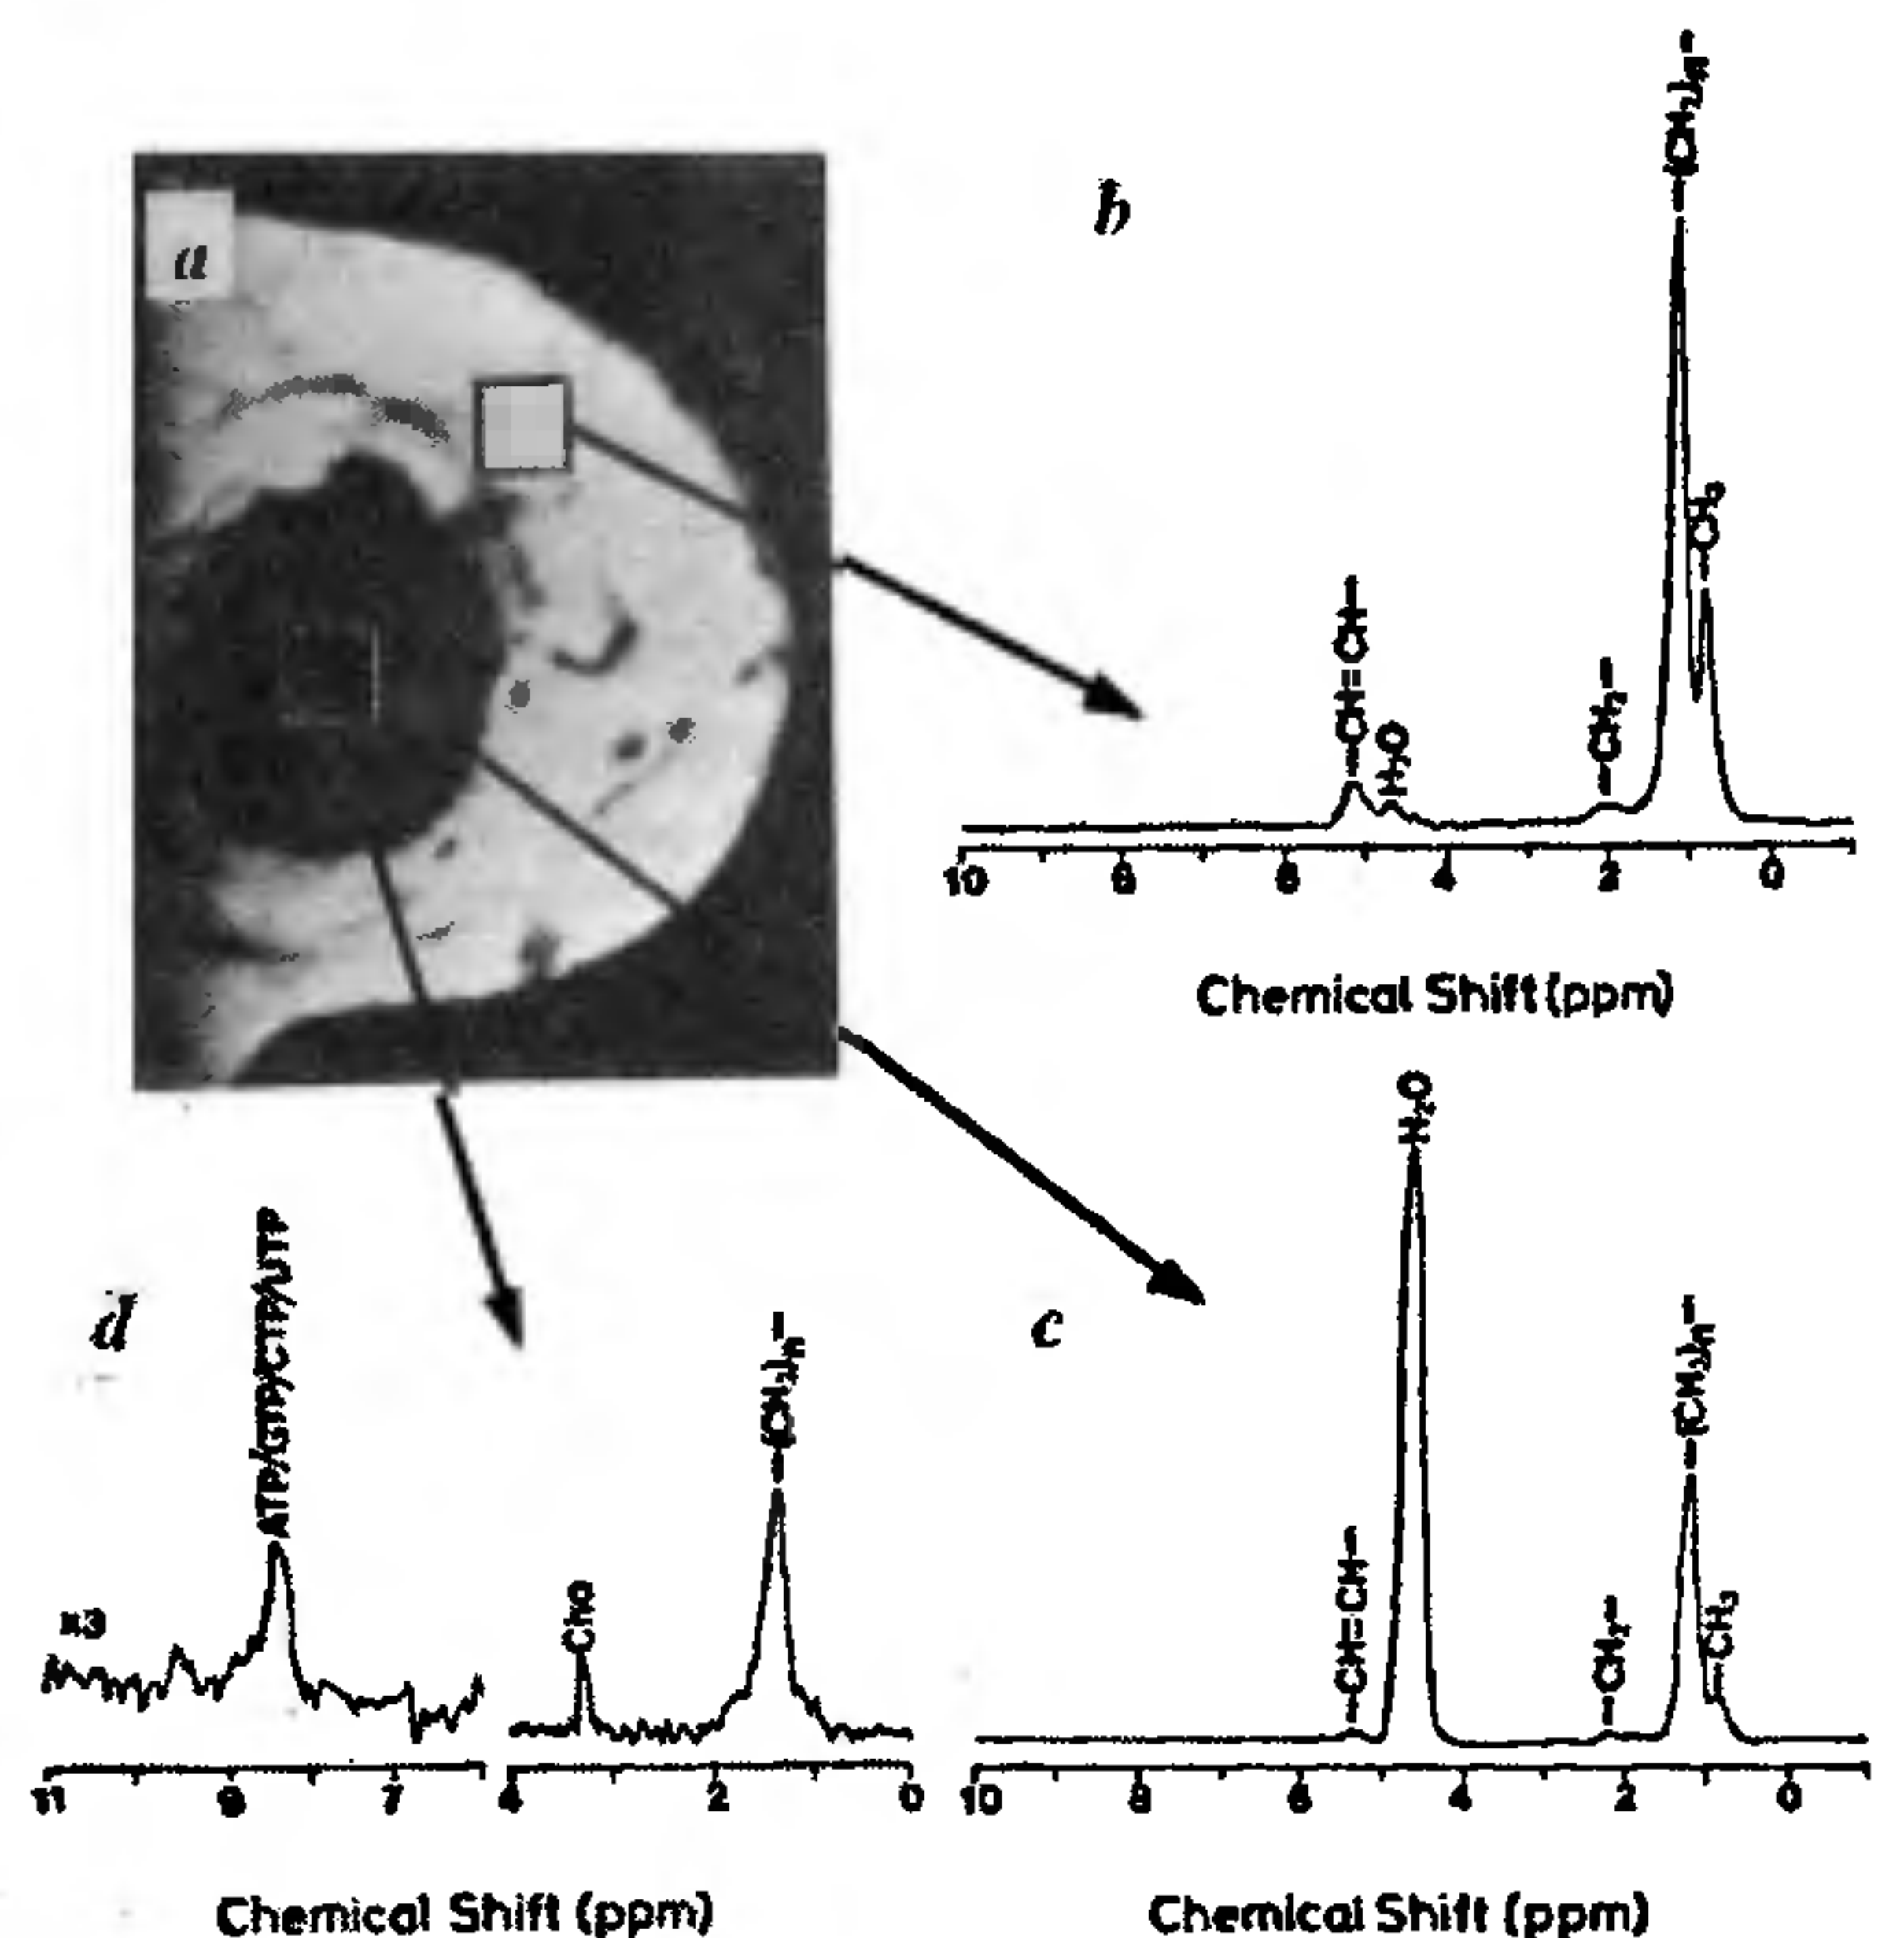 a
b
-(CH₂)n-
-CH₃
-CH=CH-
H₂O
-CH₂-
10 8 6 4 2 0
Chemical Shift (ppm)
d
ATP/GTP/CTP/UTP
x3
Cho
-(CH₂)n-
11 9 7 4 2 0
Chemical Shift (ppm)
c
H₂O
-(CH₂)n-
-CH=CH-
-CH₂-
-CH₃
10 8 6 4 2 0
Chemical Shift (ppm)